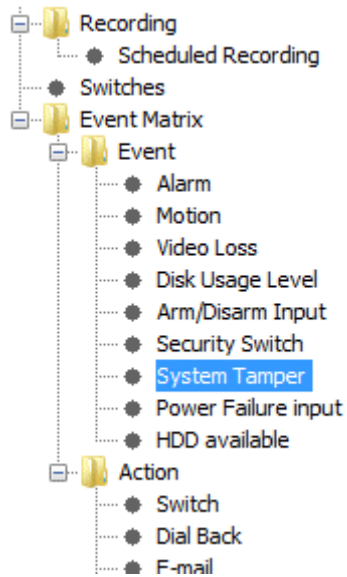 Recording
Scheduled Recording
Switches
Event Matrix
Event
Alarm
Motion
Video Loss
Disk Usage Level
Arm/Disarm Input
Security Switch
System Tamper
Power Failure input
HDD available
Action
Switch
Dial Back
E-mail